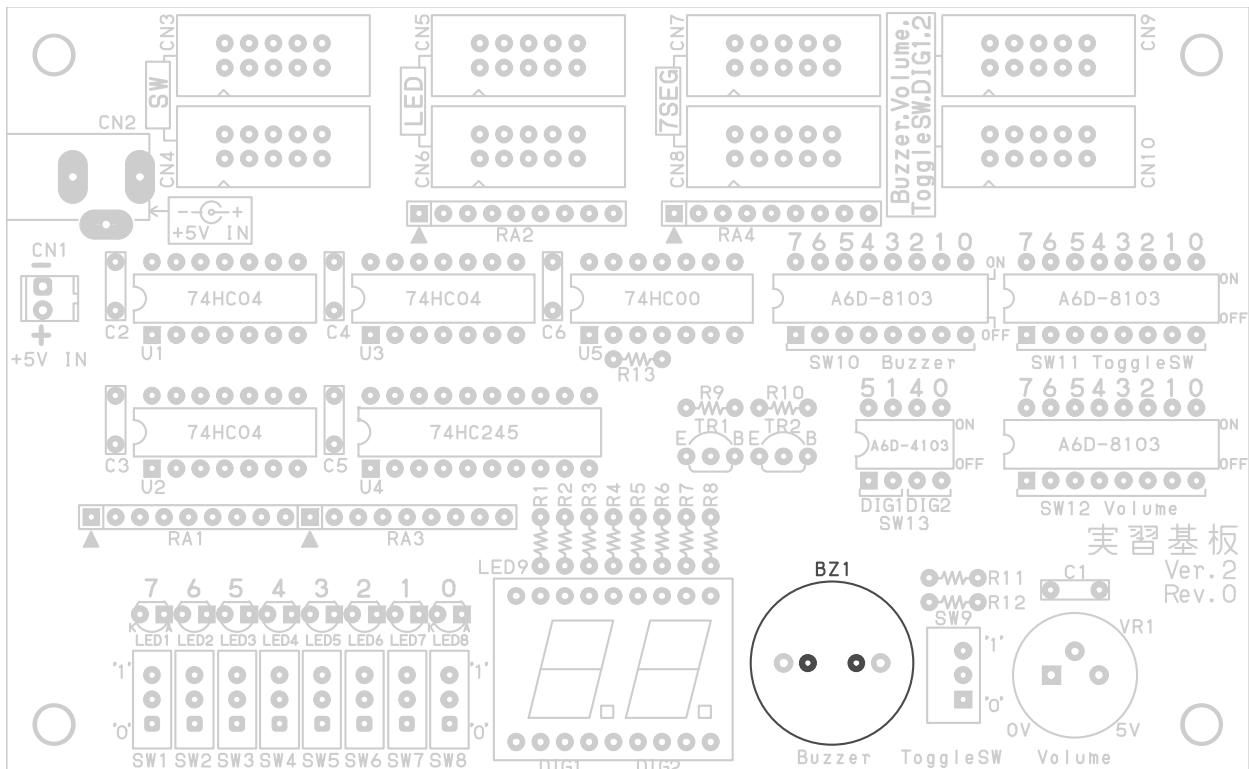 CN3
SW
CN4
CN5
LED
CN6
CN7
7SEG
CN8
Buzzer,Volume,
ToggleSW,DIG1,2
CN9
CN10
CN2
- +
+5V IN
CN1
-
+
+5V IN
RA2
RA4
C2
74HC04
U1
C4
74HC04
U3
C6
74HC00
U5
R13
7 6 5 4 3 2 1 0
A6D-8103
ON
OFF
SW10 Buzzer
7 6 5 4 3 2 1 0
A6D-8103
ON
OFF
SW11 ToggleSW
C3
74HC04
U2
C5
74HC245
U4
R9
TR1
E B
R10
TR2
E B
5 1 4 0
A6D-4103
ON
OFF
DIG1 DIG2
SW13
7 6 5 4 3 2 1 0
A6D-8103
ON
OFF
SW12 Volume
RA1
RA3
R1 R2 R3 R4 R5 R6 R7 R8
LED9
実習基板
Ver.2
Rev.0
BZ1
Buzzer
R11
R12
SW9
'1'
'0'
ToggleSW
C1
VR1
0V 5V
Volume
7 6 5 4 3 2 1 0
K A K A
LED1 LED2 LED3 LED4 LED5 LED6 LED7 LED8
'1' '1'
'0' '0'
SW1 SW2 SW3 SW4 SW5 SW6 SW7 SW8
DIG1 DIG2